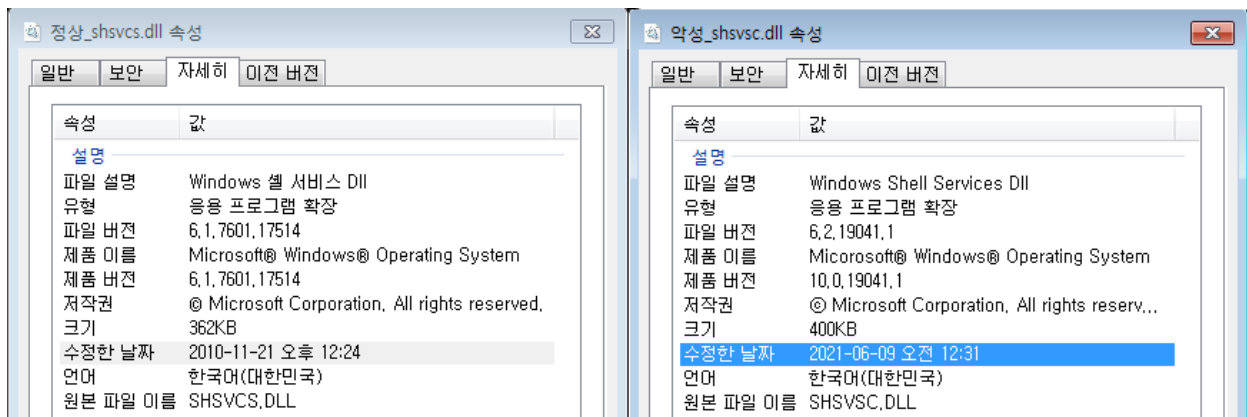 정상_shsvcs.dll 속성
일반 보안 자세히 이전 버전
속성 값
설명
파일 설명 Windows 셸 서비스 Dll
유형 응용 프로그램 확장
파일 버전 6.1.7601.17514
제품 이름 Microsoft® Windows® Operating System
제품 버전 6.1.7601.17514
저작권 © Microsoft Corporation. All rights reserved.
크기 362KB
수정한 날짜 2010-11-21 오후 12:24
언어 한국어(대한민국)
원본 파일 이름 SHSVCS.DLL
악성_shsvsc.dll 속성
일반 보안 자세히 이전 버전
속성 값
설명
파일 설명 Windows Shell Services Dll
유형 응용 프로그램 확장
파일 버전 6.2.19041.1
제품 이름 Micorosoft® Windows® Operating System
제품 버전 10.0.19041.1
저작권 © Microsoft Corporation. All rights reserv...
크기 400KB
수정한 날짜 2021-06-09 오전 12:31
언어 한국어(대한민국)
원본 파일 이름 SHSVSC.DLL